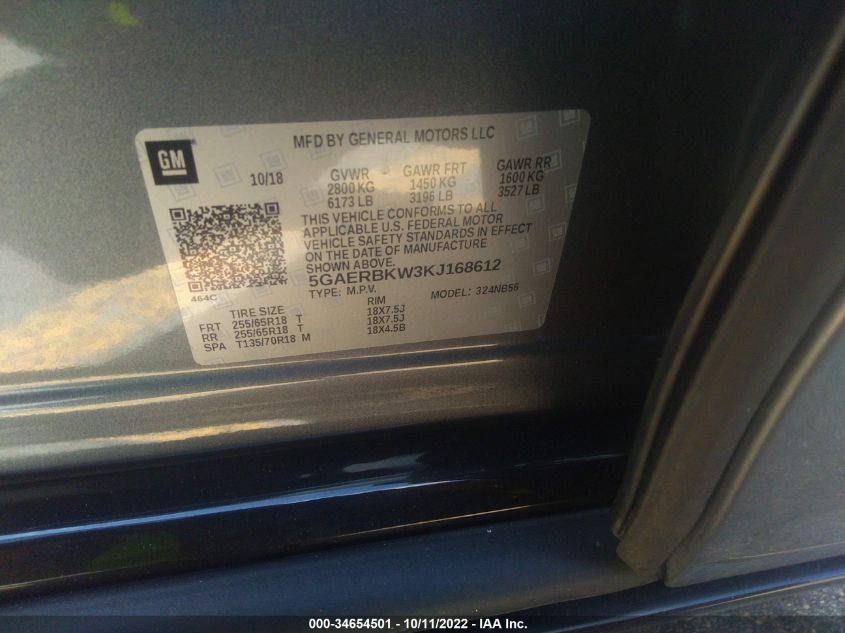 MFD BY GENERAL MOTORS LLC
GM
10/18
GVWR GAWR FRT GAWR RR
2800 KG 1450 KG 1600 KG
6173 LB 3196 LB 3527 LB
THIS VEHICLE CONFORMS TO ALL
APPLICABLE U.S. FEDERAL MOTOR
VEHICLE SAFETY STANDARDS IN EFFECT
ON THE DATE OF MANUFACTURE
SHOWN ABOVE.
5GAERBKW3KJ168612
464C
TYPE: M.P.V. MODEL: 324NB56
TIRE SIZE RIM
FRT 255/65R18 T 18X7.5J
RR 255/65R18 T 18X7.5J
SPA T135/70R18 M 18X4.5B
000-34654501 - 10/11/2022 - IAA Inc.